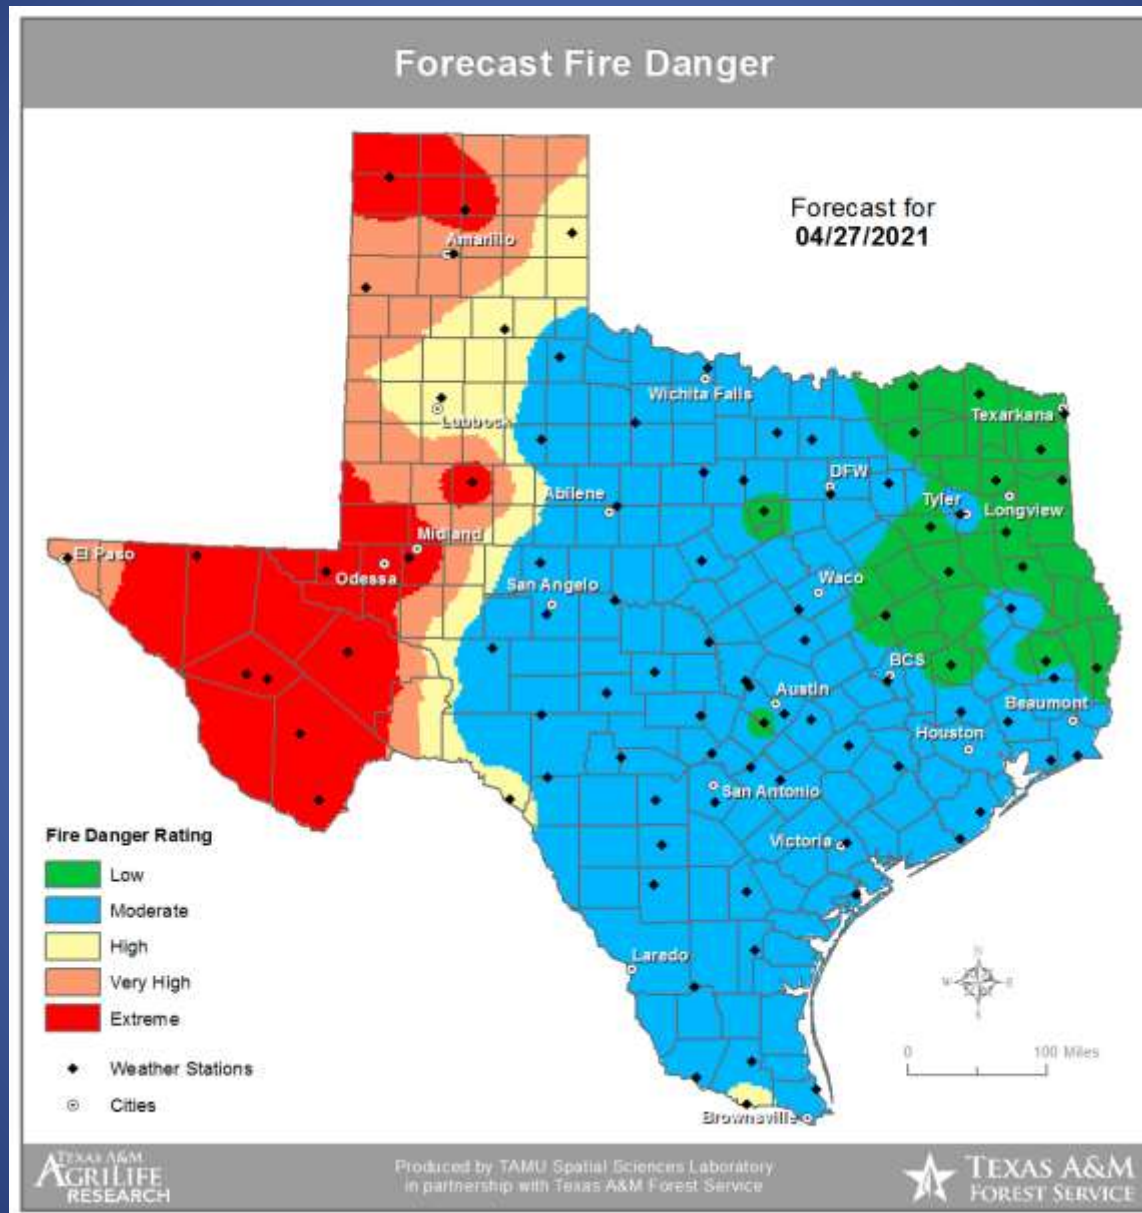 Forecast Fire Danger
Forecast for
04/27/2021
Amarillo
Wichita Falls
Lubbock
Texarkana
DFW
Abilene
Tyler
Longview
Midland
El Paso
Odessa
San Angelo
Waco
BCS
Austin
Beaumont
Houston
San Antonio
Victoria
Laredo
Brownsville
Fire Danger Rating
Low
Moderate
High
Very High
Extreme
Weather Stations
Cities
N
W E
S
0 100 Miles
TEXAS A&M
AGRILIFE
RESEARCH
Produced by TAMU Spatial Sciences Laboratory
in partnership with Texas A&M Forest Service
TEXAS A&M
FOREST SERVICE